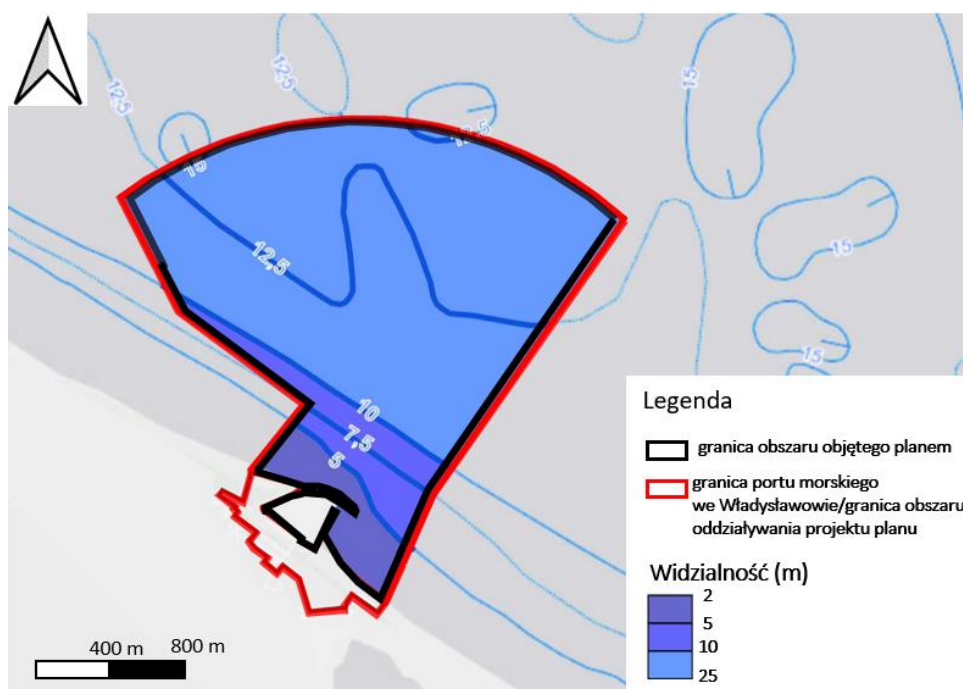 12,5
12,5
15
12,5
15
15
12,5
15
10
7,5
5
Legenda
granica obszaru objętego planem
granica portu morskiego
we Władysławowie/granica obszaru
oddziaływania projektu planu
Widzialność (m)
2
5
10
25
400 m 800 m